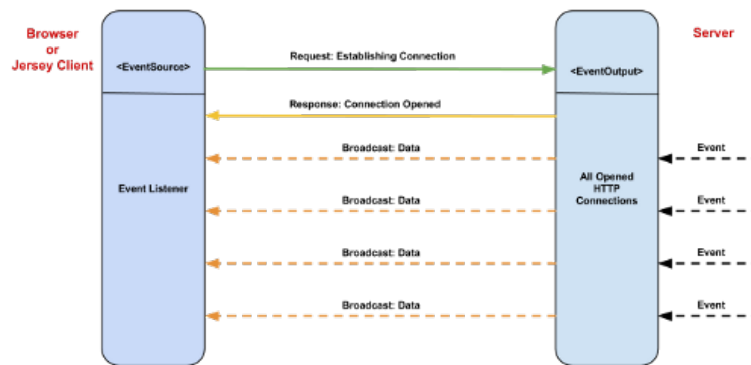 Browser
or
Jersey Client
Server
<EventSource>
Request: Establishing Connection
<EventOutput>
Response: Connection Opened
Broadcast: Data
Event
Event Listener
All Opened
HTTP
Connections
Broadcast: Data
Event
Broadcast: Data
Event
Broadcast: Data
Event